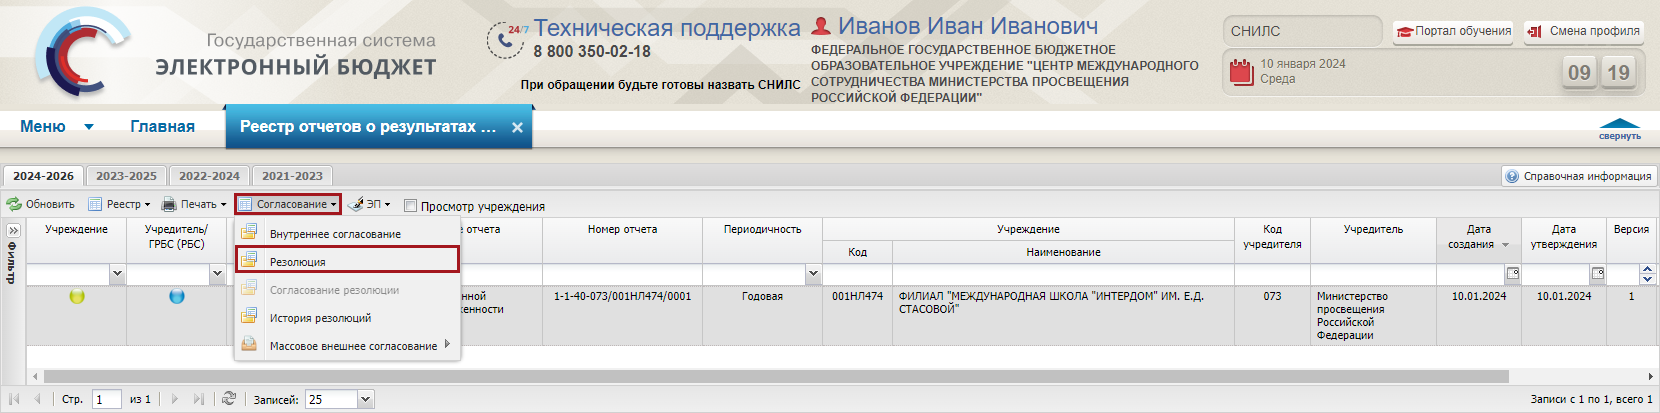 Государственная система
ЭЛЕКТРОННЫЙ БЮДЖЕТ
24/7
Техническая поддержка
8 800 350-02-18
При обращении будьте готовы назвать СНИЛС
Иванов Иван Иванович
ФЕДЕРАЛЬНОЕ ГОСУДАРСТВЕННОЕ БЮДЖЕТНОЕ
ОБРАЗОВАТЕЛЬНОЕ УЧРЕЖДЕНИЕ "ЦЕНТР МЕЖДУНАРОДНОГО
СОТРУДНИЧЕСТВА МИНИСТЕРСТВА ПРОСВЕЩЕНИЯ
РОССИЙСКОЙ ФЕДЕРАЦИИ"
СНИЛС
Портал обучения
Смена профиля
10 января 2024
Среда
09 19
Меню
Главная
Реестр отчетов о результатах ...
свернуть
2024-2026
2023-2025
2022-2024
2021-2023
Справочная информация
Обновить
Реестр
Печать
Согласование
ЭП
Просмотр учреждения
Фильтр
Учреждение
Учредитель/
ГРБС (РБС)
е отчета
Номер отчета
Периодичность
Учреждение
Код
Наименование
Код
учредителя
Учредитель
Дата
создания
Дата
утверждения
Версия
Внутреннее согласование
Резолюция
Согласование резолюции
История резолюций
Массовое внешнее согласование
нной
женности
1-1-40-073/001НЛ474/0001
Годовая
001НЛ474
ФИЛИАЛ "МЕЖДУНАРОДНАЯ ШКОЛА "ИНТЕРДОМ" ИМ. Е.Д.
СТАСОВОЙ"
073
Министерство
просвещения
Российской
Федерации
10.01.2024
10.01.2024
1
Стр.
1
из 1
Записей:
25
Записи с 1 по 1, всего 1